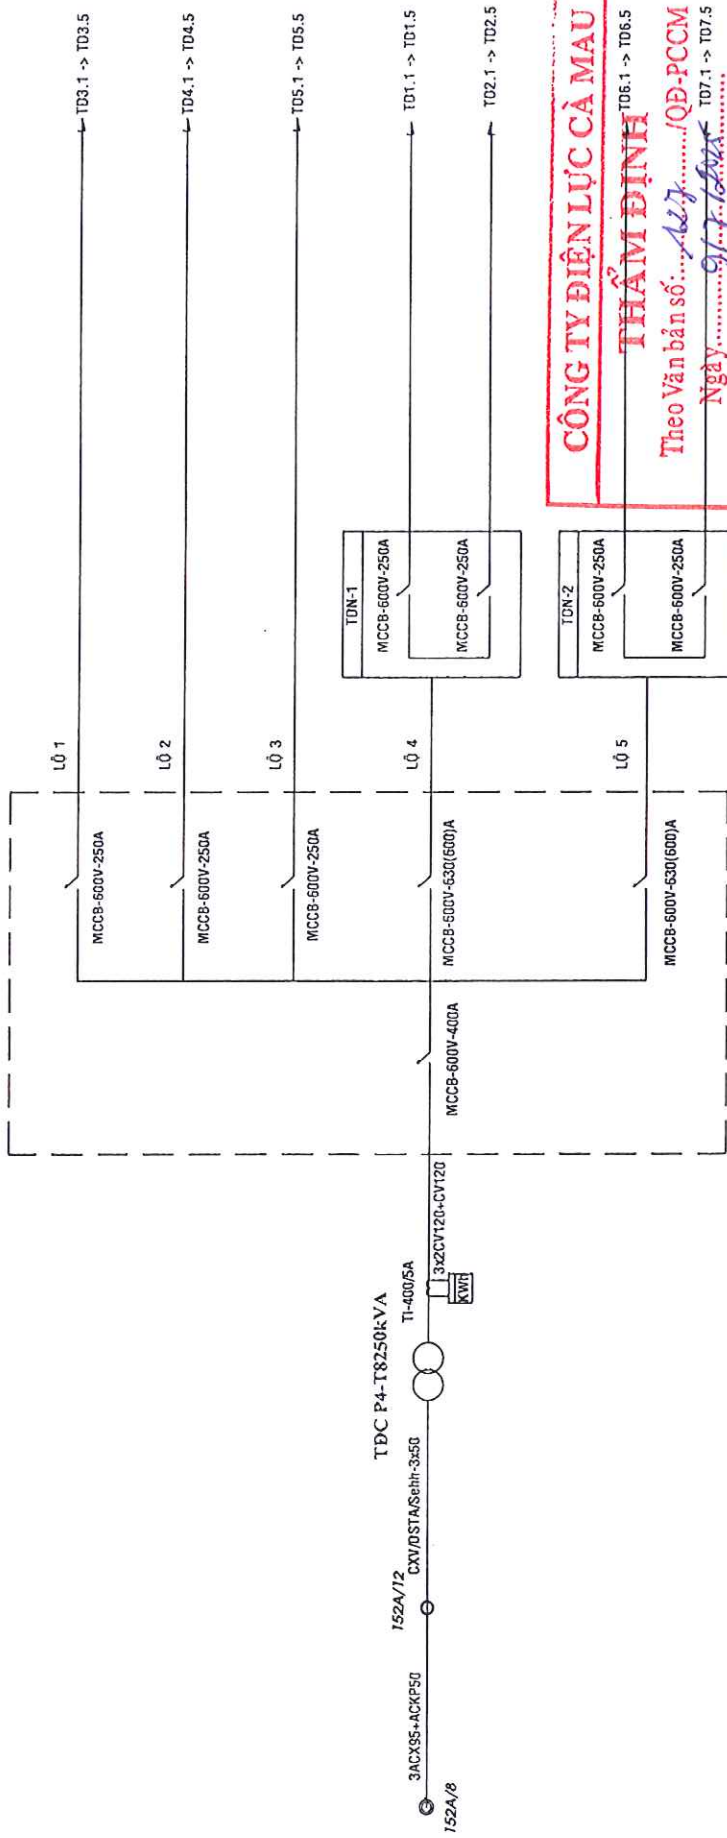 152A/8
3ACX95+ACKP50
152A/12
CXV/DSTA/Sehh-3x50
TĐC P4-T8250kVA
TI-400/5A
KWh
3x2CV120+CV120
MCCB-600V-400A
MCCB-600V-250A
LỘ 1
TD3.1 -> TD3.5
MCCB-600V-250A
LỘ 2
TD4.1 -> TD4.5
MCCB-600V-250A
LỘ 3
TD5.1 -> TD5.5
MCCB-600V-630(600)A
LỘ 4
TDN-1
MCCB-600V-250A
TD1.1 -> TD1.5
MCCB-600V-250A
TD2.1 -> TD2.5
MCCB-600V-630(600)A
LỘ 5
TDN-2
MCCB-600V-250A
TD6.1 -> TD6.5
MCCB-600V-250A
TD7.1 -> TD7.5
CÔNG TY ĐIỆN LỰC CÀ MAU
THẨM ĐỊNH
Theo Văn bản số:......../QĐ-PCCM
Ngày........